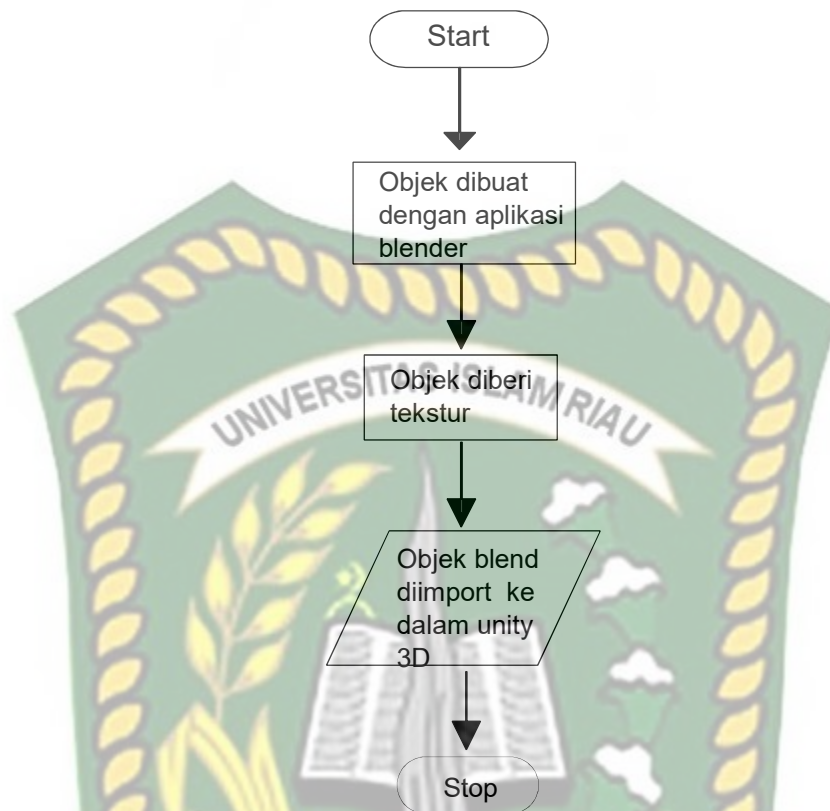 Start
Objek dibuat
dengan aplikasi
blender
UNIVERSITAS ISLAM RIAU
Objek diberi
tekstur
Objek blend
diimport ke
dalam unity
3D
Stop